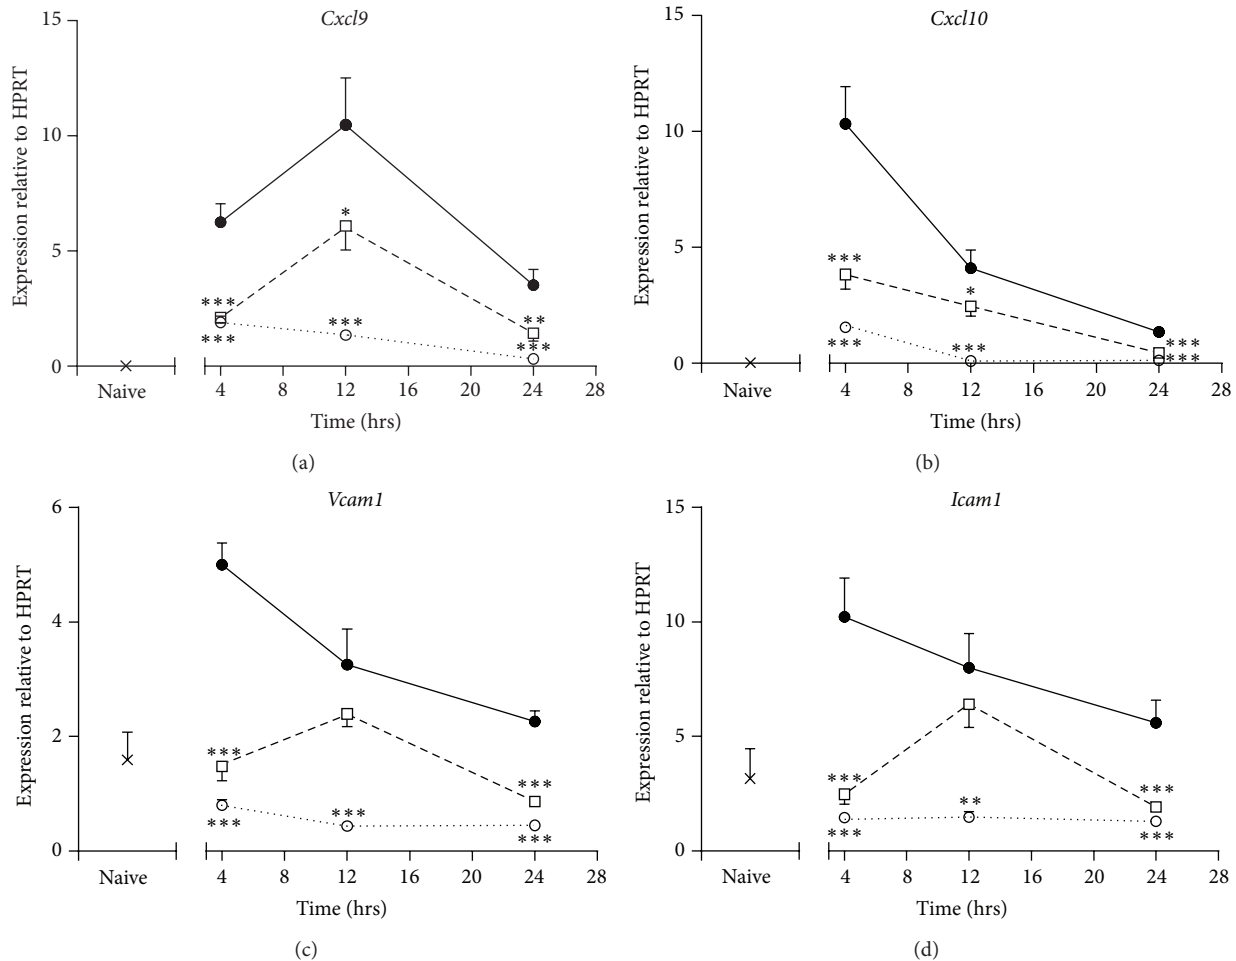 Cxcl9
Expression relative to HPRT
15
10
5
0
Naive
4 8 12 16 20 24 28
Time (hrs)
***
***
*
***
**
***
(a)
Cxcl10
Expression relative to HPRT
15
10
5
0
Naive
4 8 12 16 20 24 28
Time (hrs)
***
***
*
***
***
***
(b)
Vcam1
Expression relative to HPRT
6
4
2
0
Naive
4 8 12 16 20 24 28
Time (hrs)
***
***
***
***
***
(c)
Icam1
Expression relative to HPRT
15
10
5
0
Naive
4 8 12 16 20 24 28
Time (hrs)
***
***
**
***
***
(d)